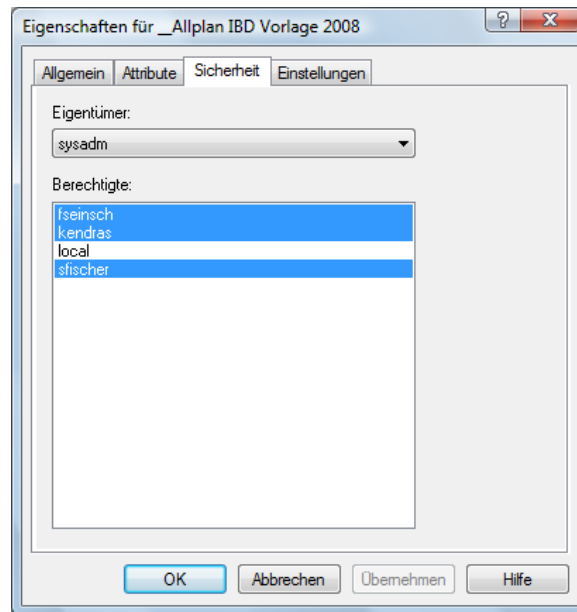 Eigenschaften für __Allplan IBD Vorlage 2008
Allgemein Attribute Sicherheit Einstellungen
Eigentümer:
sysadm
Berechtigte:
fseinsch
kendras
local
sfischer
OK Abbrechen Übernehmen Hilfe